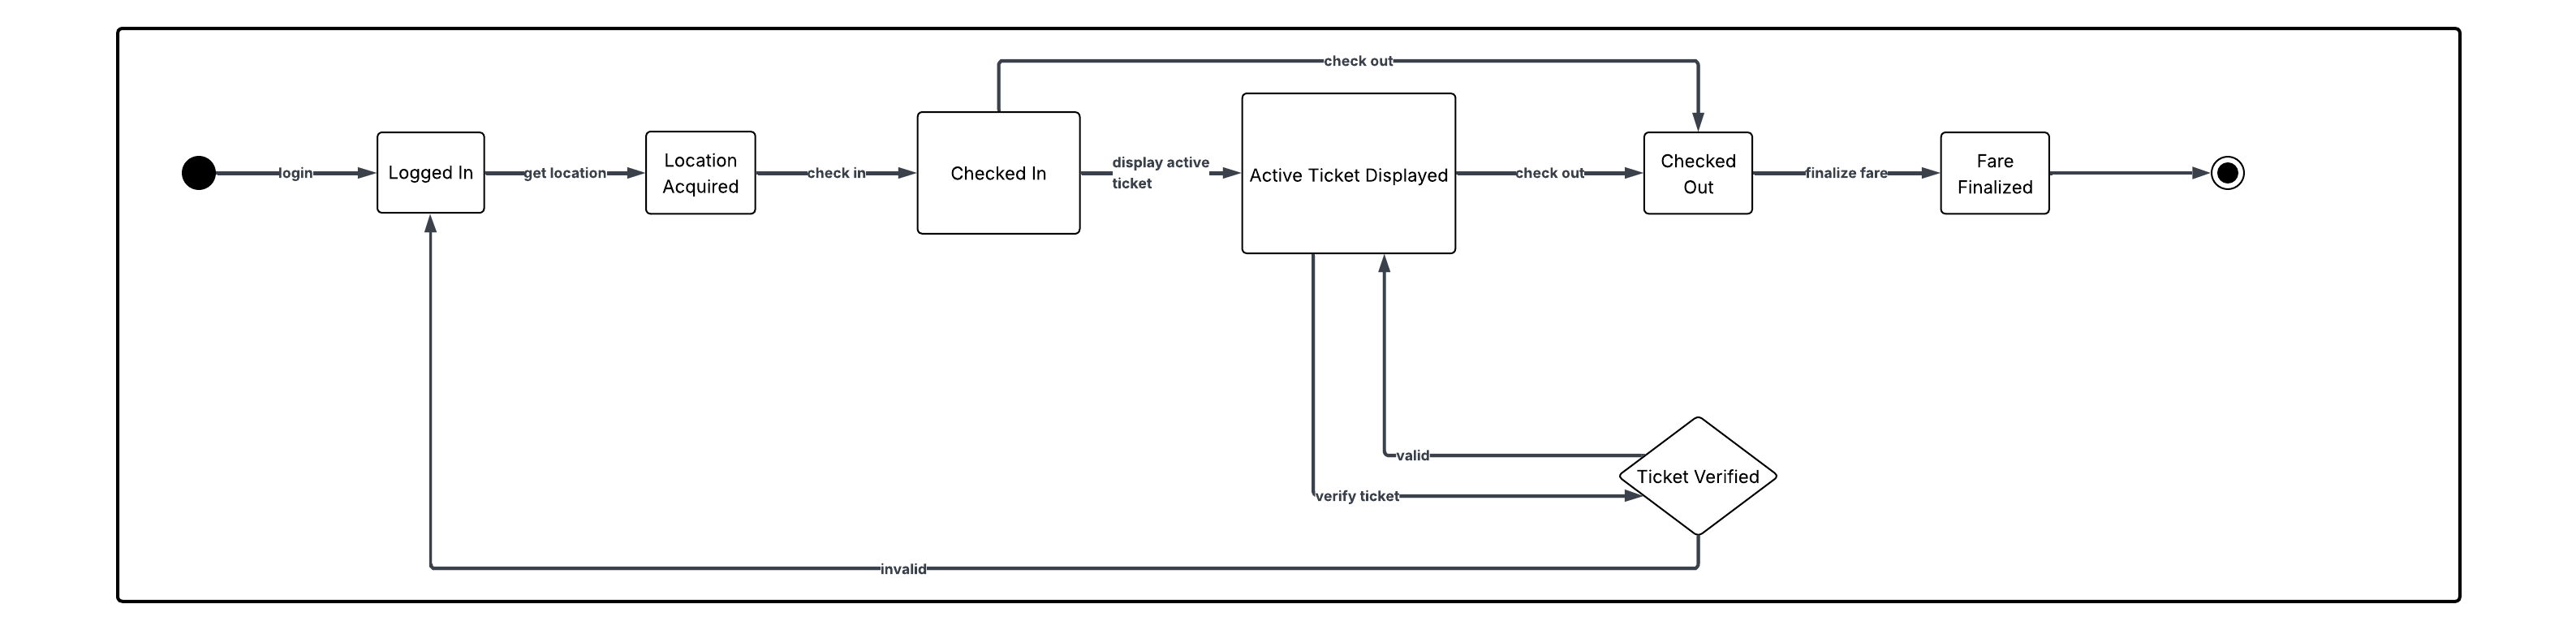 check out
login
Logged In
get location
Location
Acquired
check in
Checked In
display active
ticket
Active Ticket Displayed
check out
Checked
Out
finalize fare
Fare
Finalized
valid
Ticket Verified
verify ticket
invalid